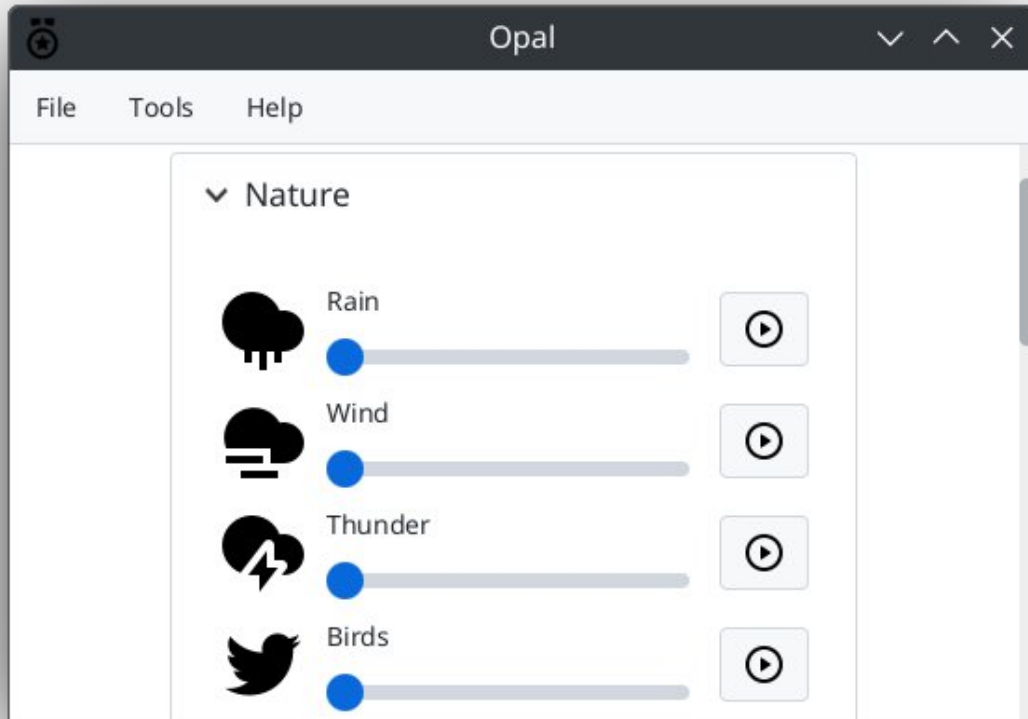 Opal
File Tools Help
Nature
Rain
Wind
Thunder
Birds